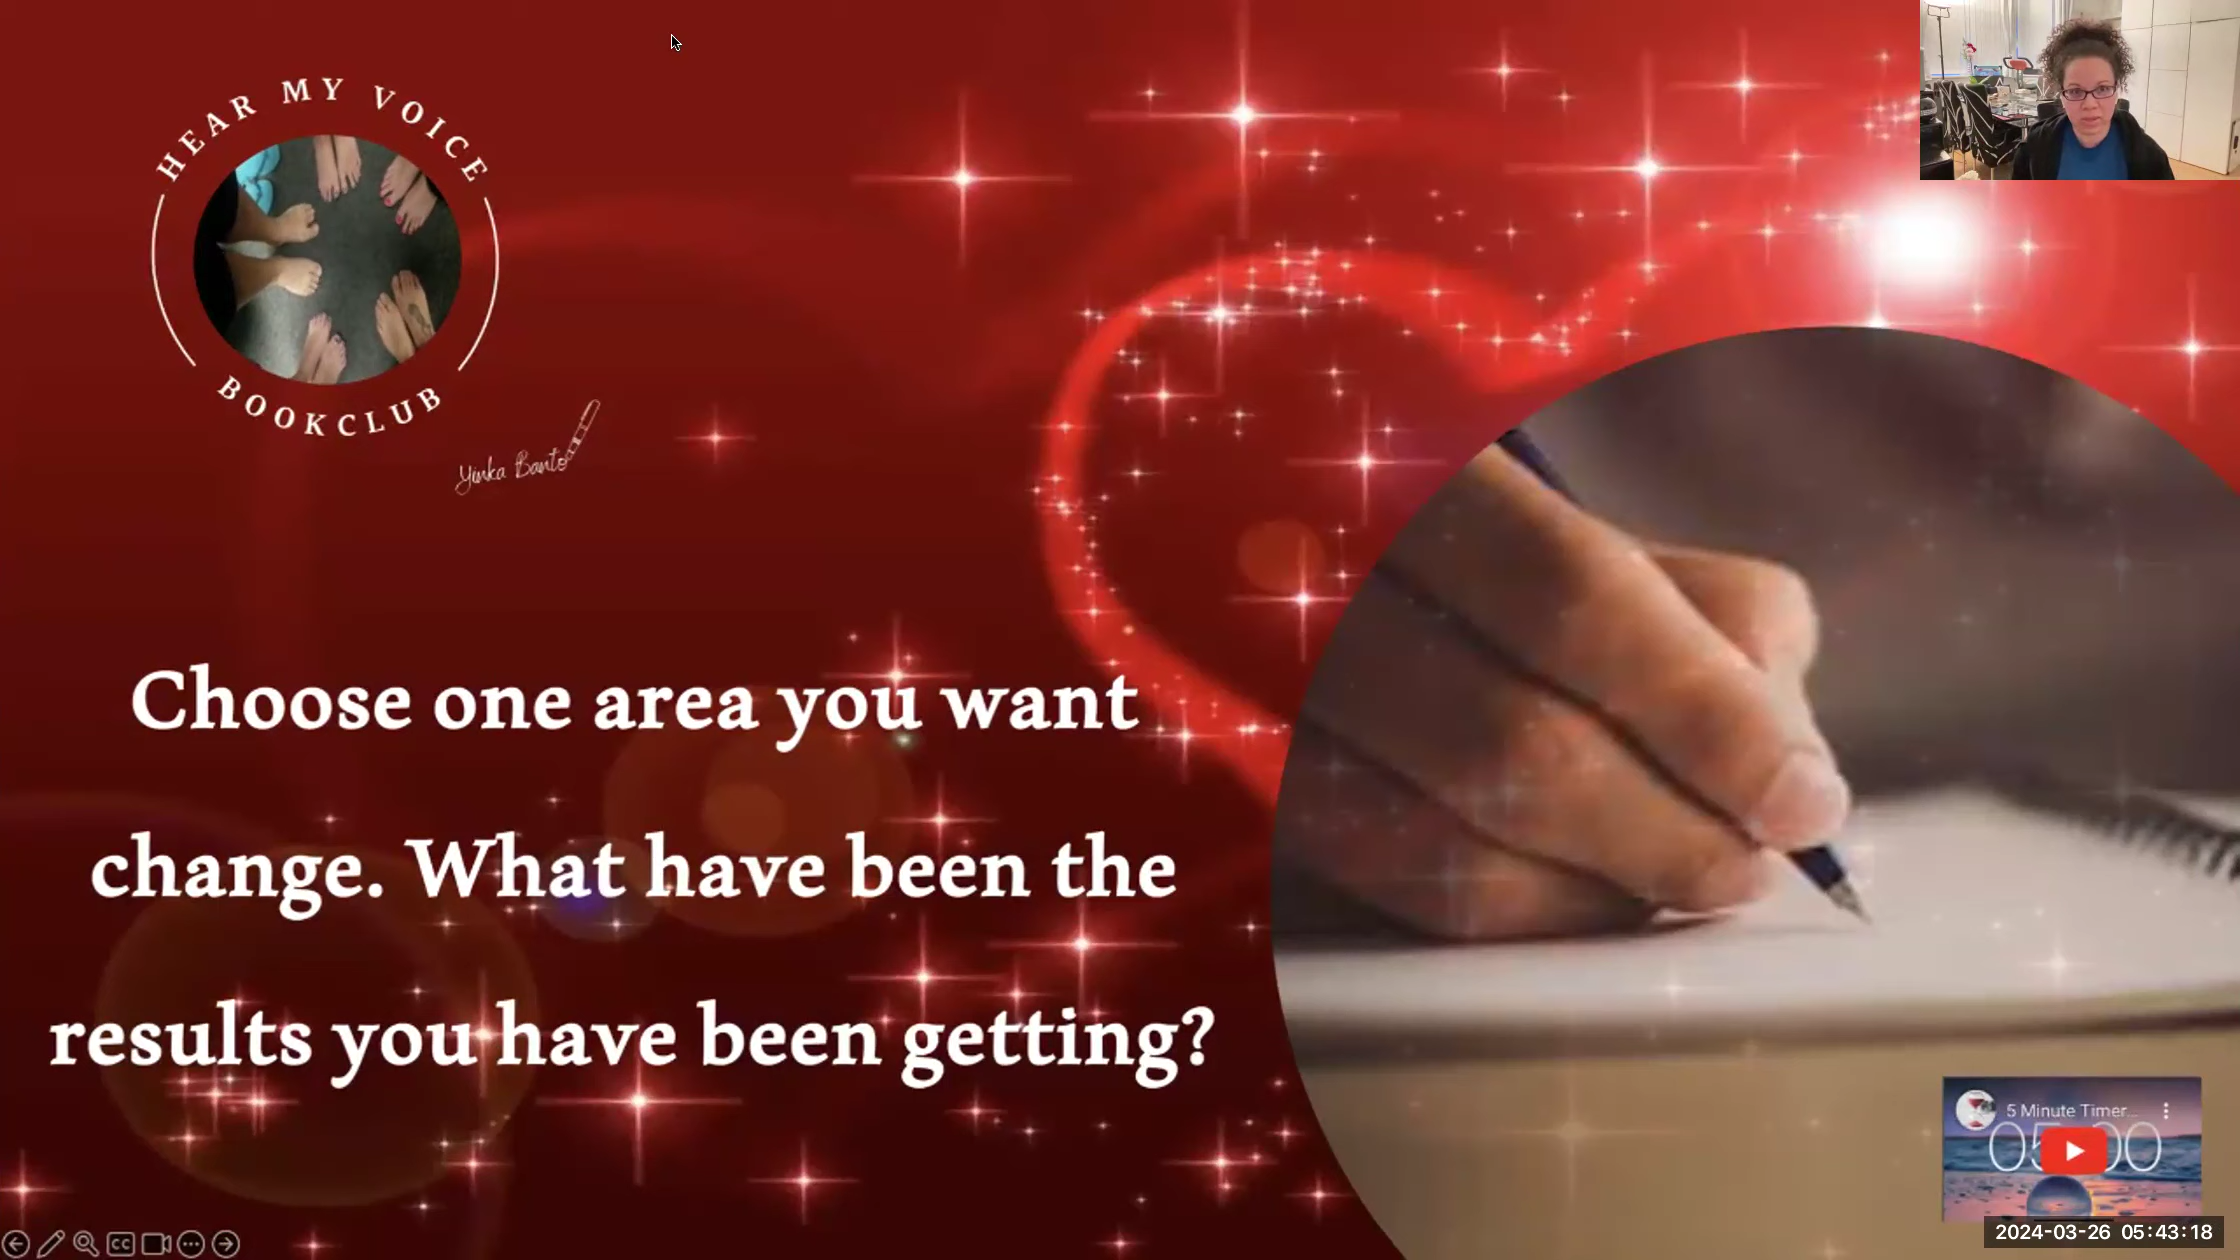 HEAR MY VOICE
BOOKCLUB
Yinka Banto
Choose one area you want
change. What have been the
results you have been getting?
5 Minute Timer...
CC
2024-03-26 05:43:18